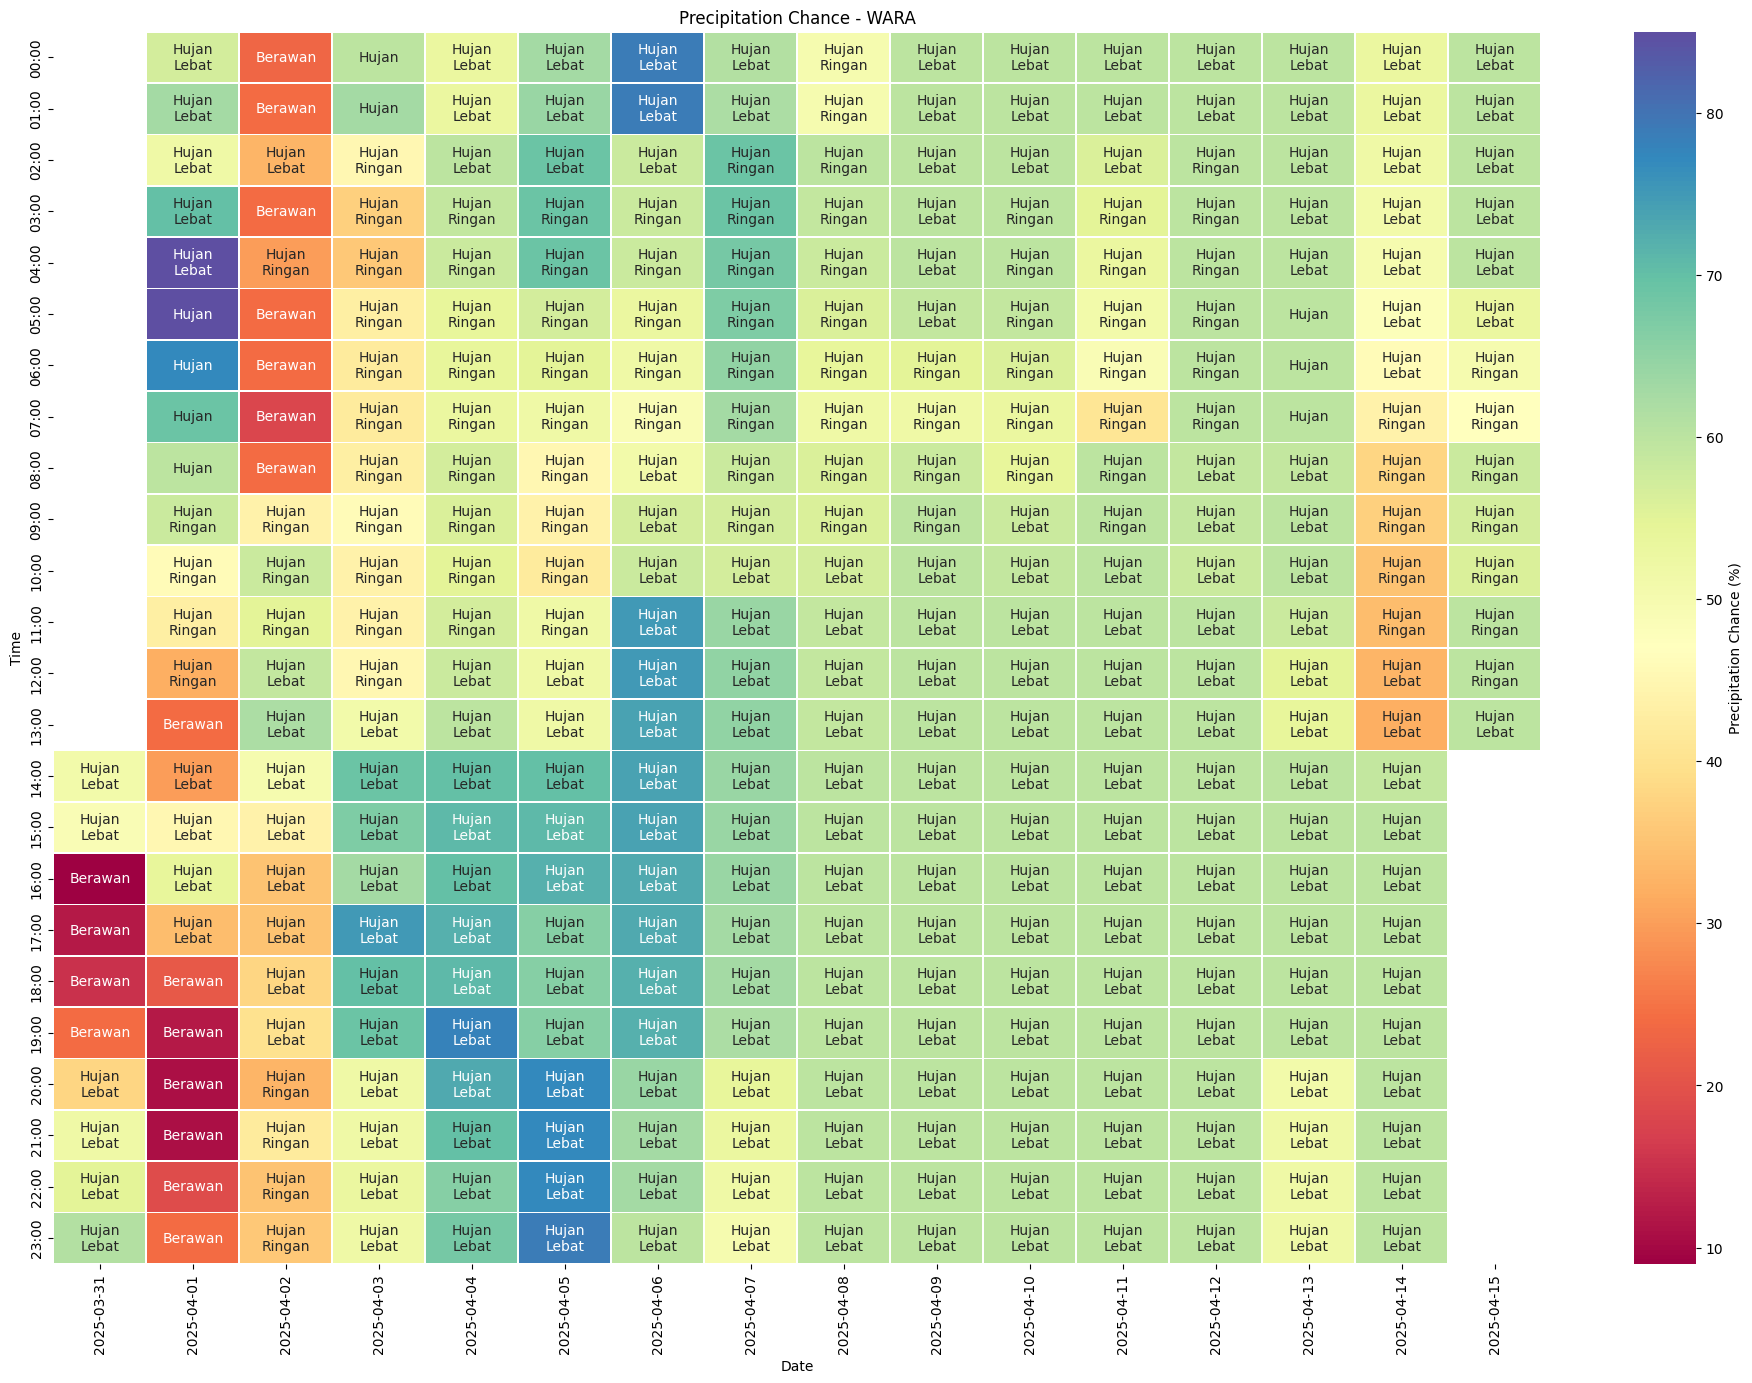 Precipitation Chance - WARA
00:00 Hujan Lebat Berawan Hujan Hujan Lebat Hujan Lebat Hujan Lebat Hujan Lebat Hujan Ringan Hujan Lebat Hujan Lebat Hujan Lebat Hujan Lebat Hujan Lebat Hujan Lebat Hujan Lebat
01:00 Hujan Lebat Berawan Hujan Hujan Lebat Hujan Lebat Hujan Lebat Hujan Lebat Hujan Ringan Hujan Lebat Hujan Lebat Hujan Lebat Hujan Lebat Hujan Lebat Hujan Lebat Hujan Lebat
02:00 Hujan Lebat Hujan Lebat Hujan Ringan Hujan Lebat Hujan Lebat Hujan Lebat Hujan Ringan Hujan Ringan Hujan Lebat Hujan Lebat Hujan Lebat Hujan Ringan Hujan Lebat Hujan Lebat Hujan Lebat
03:00 Hujan Lebat Berawan Hujan Ringan Hujan Ringan Hujan Ringan Hujan Ringan Hujan Ringan Hujan Ringan Hujan Lebat Hujan Ringan Hujan Ringan Hujan Ringan Hujan Lebat Hujan Lebat Hujan Lebat
04:00 Hujan Lebat Hujan Ringan Hujan Ringan Hujan Ringan Hujan Ringan Hujan Ringan Hujan Ringan Hujan Ringan Hujan Lebat Hujan Ringan Hujan Ringan Hujan Ringan Hujan Lebat Hujan Lebat Hujan Lebat
05:00 Hujan Berawan Hujan Ringan Hujan Ringan Hujan Ringan Hujan Ringan Hujan Ringan Hujan Ringan Hujan Lebat Hujan Ringan Hujan Ringan Hujan Ringan Hujan Hujan Lebat Hujan Lebat
06:00 Hujan Berawan Hujan Ringan Hujan Ringan Hujan Ringan Hujan Ringan Hujan Ringan Hujan Ringan Hujan Ringan Hujan Ringan Hujan Ringan Hujan Ringan Hujan Hujan Lebat Hujan Ringan
07:00 Hujan Berawan Hujan Ringan Hujan Ringan Hujan Ringan Hujan Ringan Hujan Ringan Hujan Ringan Hujan Ringan Hujan Ringan Hujan Ringan Hujan Ringan Hujan Hujan Ringan Hujan Ringan
08:00 Hujan Berawan Hujan Ringan Hujan Ringan Hujan Ringan Hujan Lebat Hujan Ringan Hujan Ringan Hujan Ringan Hujan Ringan Hujan Ringan Hujan Lebat Hujan Lebat Hujan Ringan Hujan Ringan
09:00 Hujan Ringan Hujan Ringan Hujan Ringan Hujan Ringan Hujan Ringan Hujan Lebat Hujan Ringan Hujan Ringan Hujan Ringan Hujan Lebat Hujan Ringan Hujan Lebat Hujan Lebat Hujan Ringan Hujan Ringan
10:00 Hujan Ringan Hujan Ringan Hujan Ringan Hujan Ringan Hujan Ringan Hujan Lebat Hujan Lebat Hujan Lebat Hujan Lebat Hujan Lebat Hujan Lebat Hujan Lebat Hujan Lebat Hujan Ringan Hujan Ringan
11:00 Hujan Ringan Hujan Ringan Hujan Ringan Hujan Ringan Hujan Ringan Hujan Lebat Hujan Lebat Hujan Lebat Hujan Lebat Hujan Lebat Hujan Lebat Hujan Lebat Hujan Lebat Hujan Ringan Hujan Ringan
12:00 Hujan Ringan Hujan Lebat Hujan Ringan Hujan Lebat Hujan Lebat Hujan Lebat Hujan Lebat Hujan Lebat Hujan Lebat Hujan Lebat Hujan Lebat Hujan Lebat Hujan Lebat Hujan Lebat Hujan Ringan
13:00 Berawan Hujan Lebat Hujan Lebat Hujan Lebat Hujan Lebat Hujan Lebat Hujan Lebat Hujan Lebat Hujan Lebat Hujan Lebat Hujan Lebat Hujan Lebat Hujan Lebat Hujan Lebat Hujan Lebat
14:00 Hujan Lebat Hujan Lebat Hujan Lebat Hujan Lebat Hujan Lebat Hujan Lebat Hujan Lebat Hujan Lebat Hujan Lebat Hujan Lebat Hujan Lebat Hujan Lebat Hujan Lebat Hujan Lebat Hujan Lebat
15:00 Hujan Lebat Hujan Lebat Hujan Lebat Hujan Lebat Hujan Lebat Hujan Lebat Hujan Lebat Hujan Lebat Hujan Lebat Hujan Lebat Hujan Lebat Hujan Lebat Hujan Lebat Hujan Lebat Hujan Lebat
16:00 Berawan Hujan Lebat Hujan Lebat Hujan Lebat Hujan Lebat Hujan Lebat Hujan Lebat Hujan Lebat Hujan Lebat Hujan Lebat Hujan Lebat Hujan Lebat Hujan Lebat Hujan Lebat Hujan Lebat
17:00 Berawan Hujan Lebat Hujan Lebat Hujan Lebat Hujan Lebat Hujan Lebat Hujan Lebat Hujan Lebat Hujan Lebat Hujan Lebat Hujan Lebat Hujan Lebat Hujan Lebat Hujan Lebat Hujan Lebat
18:00 Berawan Berawan Hujan Lebat Hujan Lebat Hujan Lebat Hujan Lebat Hujan Lebat Hujan Lebat Hujan Lebat Hujan Lebat Hujan Lebat Hujan Lebat Hujan Lebat Hujan Lebat Hujan Lebat
19:00 Berawan Berawan Hujan Lebat Hujan Lebat Hujan Lebat Hujan Lebat Hujan Lebat Hujan Lebat Hujan Lebat Hujan Lebat Hujan Lebat Hujan Lebat Hujan Lebat Hujan Lebat Hujan Lebat
20:00 Hujan Lebat Berawan Hujan Ringan Hujan Lebat Hujan Lebat Hujan Lebat Hujan Lebat Hujan Lebat Hujan Lebat Hujan Lebat Hujan Lebat Hujan Lebat Hujan Lebat Hujan Lebat Hujan Lebat
21:00 Hujan Lebat Berawan Hujan Ringan Hujan Lebat Hujan Lebat Hujan Lebat Hujan Lebat Hujan Lebat Hujan Lebat Hujan Lebat Hujan Lebat Hujan Lebat Hujan Lebat Hujan Lebat Hujan Lebat
22:00 Hujan Lebat Berawan Hujan Ringan Hujan Lebat Hujan Lebat Hujan Lebat Hujan Lebat Hujan Lebat Hujan Lebat Hujan Lebat Hujan Lebat Hujan Lebat Hujan Lebat Hujan Lebat Hujan Lebat
23:00 Hujan Lebat Berawan Hujan Ringan Hujan Lebat Hujan Lebat Hujan Lebat Hujan Lebat Hujan Lebat Hujan Lebat Hujan Lebat Hujan Lebat Hujan Lebat Hujan Lebat Hujan Lebat Hujan Lebat
Time
2025-03-31 2025-04-01 2025-04-02 2025-04-03 2025-04-04 2025-04-05 2025-04-06 2025-04-07 2025-04-08 2025-04-09 2025-04-10 2025-04-11 2025-04-12 2025-04-13 2025-04-14 2025-04-15
Date
80
70
60
50
40
30
20
10
Precipitation Chance (%)